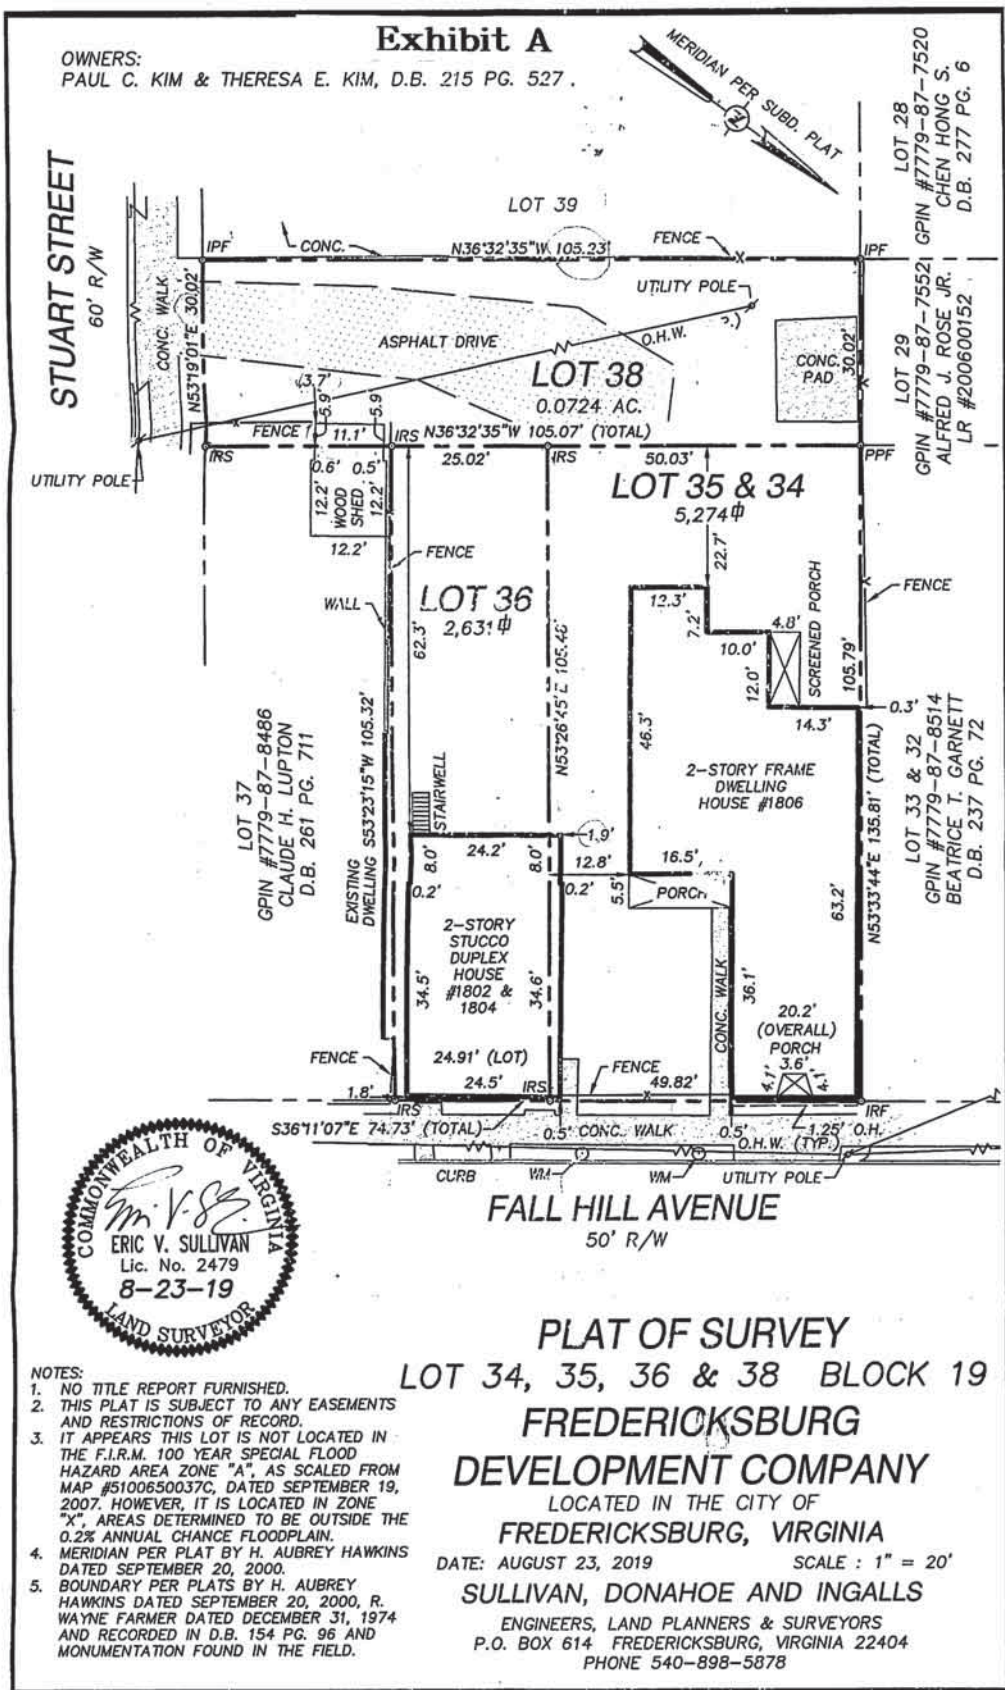 Exhibit A
OWNERS:
PAUL C. KIM & THERESA E. KIM, D.B. 215 PG. 527 .
MERIDIAN PER SUBD. PLAT
LOT 28
GPIN #7779-87-7520
CHEN HONG S.
D.B. 277 PG. 6
STUART STREET
60' R/W
LOT 39
IPF
CONC.
N36°32'35"W 105.23'
FENCE
X
IPF
CONC. WALK
N53°19'01"E 30.02'
UTILITY POLE
ASPHALT DRIVE
O.H.W.
LOT 38
0.0724 AC.
CONC.
PAD
30.02'
LOT 29
GPIN #7779-87-7552
ALFRED J. ROSE JR.
LR #200600152
(3.7'
5.9'
5.9'
FENCE
11.1'
IRS
N36°32'35"W 105.07' (TOTAL)
IRS
25.02'
IRS
50.03'
PPF
UTILITY POLE
0.6'
0.5'
12.2'
WOOD
SHED
12.2'
12.2'
LOT 35 & 34
5,274
22.7'
FENCE
WALL
LOT 36
2,631
62.3'
N53°26'45"E 105.48'
12.3'
7.2'
10.0'
4.8'
SCREENED PORCH
12.0'
14.3'
FENCE
105.79'
0.3'
46.3'
2-STORY FRAME
DWELLING
HOUSE #1806
N53°33'44"E 135.81' (TOTAL)
LOT 33 & 32
GPIN #7779-87-8514
BEATRICE T. GARNETT
D.B. 237 PG. 72
LOT 37
GPIN #7779-87-8486
CLAUDE H. LUPTON
D.B. 261 PG. 711
EXISTING
DWELLING
S53°23'15"W 105.32'
STAIRWELL
24.2'
1.9'
8.0'
8.0'
12.8'
16.5'
0.2'
0.2'
5.5'
PORCH
63.2'
2-STORY
STUCCO
DUPLEX
HOUSE
#1802 &
1804
34.5'
34.6'
CONC. WALK
36.1'
20.2'
(OVERALL)
PORCH
3.6'
4.1'
4.1'
FENCE
24.91' (LOT)
24.5'
IRS
FENCE
49.82'
X
1.8'
IRS
IRF
S36°11'07"E 74.73' (TOTAL)
0.5'
CONC. WALK
0.5'
1.25' O.H.
O.H.W. (TYP.)
CURB
WM
WM
UTILITY POLE
FALL HILL AVENUE
50' R/W
COMMONWEALTH OF VIRGINIA
ERIC V. SULLIVAN
Lic. No. 2479
8-23-19
LAND SURVEYOR
PLAT OF SURVEY
LOT 34, 35, 36 & 38 BLOCK 19
FREDERICKSBURG
DEVELOPMENT COMPANY
LOCATED IN THE CITY OF
FREDERICKSBURG, VIRGINIA
DATE: AUGUST 23, 2019 SCALE : 1" = 20'
SULLIVAN, DONAHOE AND INGALLS
ENGINEERS, LAND PLANNERS & SURVEYORS
P.O. BOX 614 FREDERICKSBURG, VIRGINIA 22404
PHONE 540-898-5878
NOTES:
1. NO TITLE REPORT FURNISHED.
2. THIS PLAT IS SUBJECT TO ANY EASEMENTS
AND RESTRICTIONS OF RECORD.
3. IT APPEARS THIS LOT IS NOT LOCATED IN
THE F.I.R.M. 100 YEAR SPECIAL FLOOD
HAZARD AREA ZONE "A", AS SCALED FROM
MAP #5100650037C, DATED SEPTEMBER 19,
2007. HOWEVER, IT IS LOCATED IN ZONE
"X", AREAS DETERMINED TO BE OUTSIDE THE
0.2% ANNUAL CHANCE FLOODPLAIN.
4. MERIDIAN PER PLAT BY H. AUBREY HAWKINS
DATED SEPTEMBER 20, 2000.
5. BOUNDARY PER PLATS BY H. AUBREY
HAWKINS DATED SEPTEMBER 20, 2000, R.
WAYNE FARMER DATED DECEMBER 31, 1974
AND RECORDED IN D.B. 154 PG. 96 AND
MONUMENTATION FOUND IN THE FIELD.